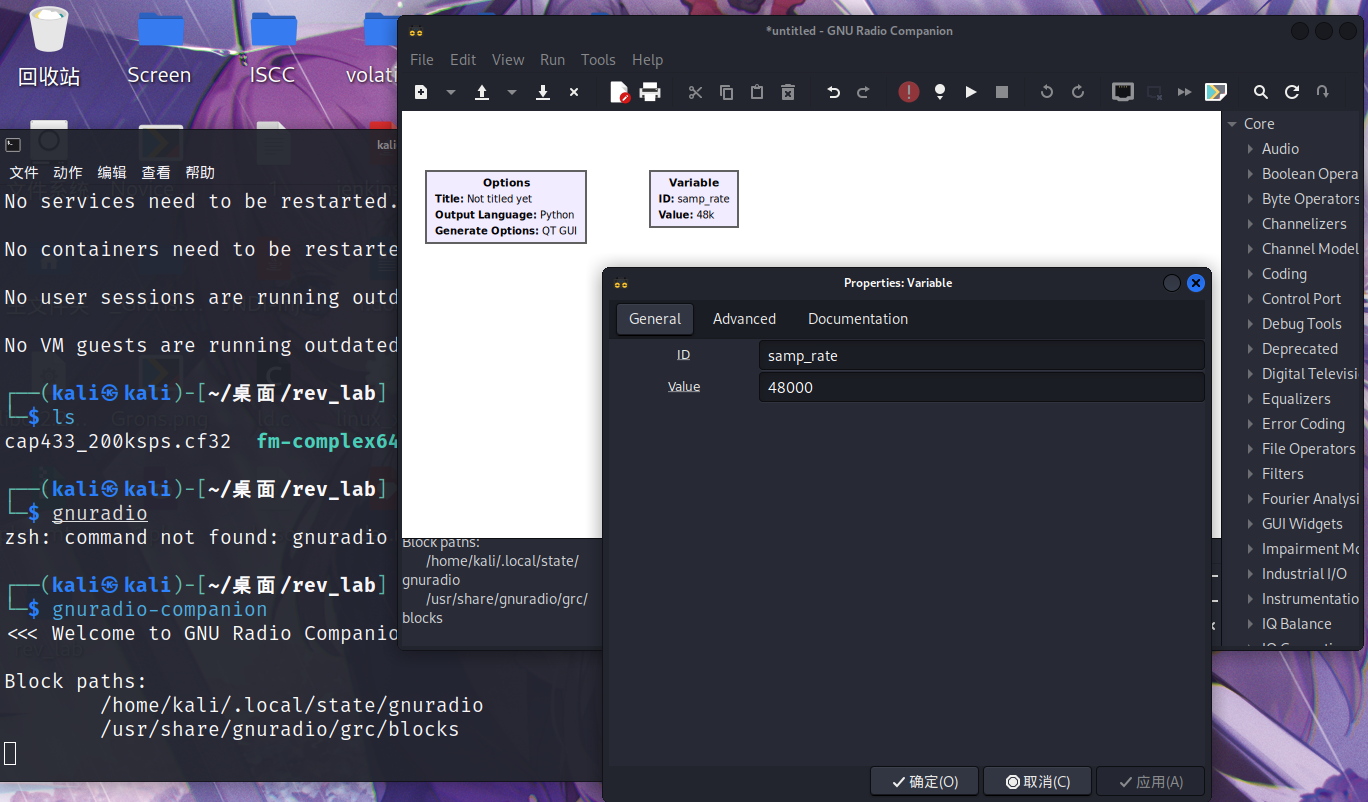 回收站
Screen
ISCC
volati
*untitled - GNU Radio Companion
File Edit View Run Tools Help
Options
Title: Not titled yet
Output Language: Python
Generate Options: QT GUI
Variable
ID: samp_rate
Value: 48k
Core
Audio
Boolean Opera
Byte Operators
Channelizers
Channel Model
Coding
Control Port
Debug Tools
Deprecated
Digital Televisi
Equalizers
Error Coding
File Operators
Filters
Fourier Analysi
GUI Widgets
Impairment Mo
Industrial I/O
Instrumentatio
IQ Balance
Block paths:
/home/kali/.local/state/
gnuradio
/usr/share/gnuradio/grc/
blocks
Properties: Variable
General Advanced Documentation
ID samp_rate
Value 48000
确定(O) 取消(C) 应用(A)
kali
文件 动作 编辑 查看 帮助
No services need to be restarted.
No containers need to be restarte
No user sessions are running outd
No VM guests are running outdated
┌──(kali㉿kali)-[~/桌面/rev_lab]
└─$ ls
cap433_200ksps.cf32 fm-complex64
┌──(kali㉿kali)-[~/桌面/rev_lab]
└─$ gnuradio
zsh: command not found: gnuradio
┌──(kali㉿kali)-[~/桌面/rev_lab]
└─$ gnuradio-companion
<<< Welcome to GNU Radio Companio
Block paths:
/home/kali/.local/state/gnuradio
/usr/share/gnuradio/grc/blocks